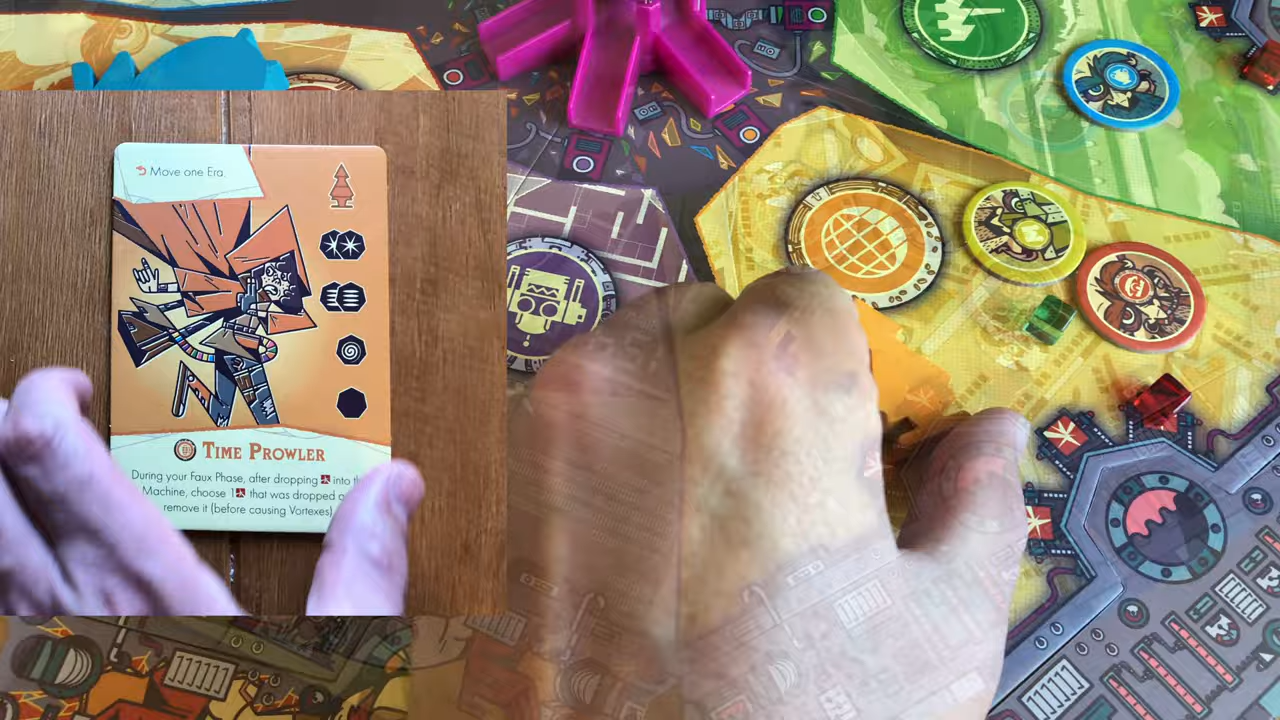 Move one Era.
TIME PROWLER
During your Faux Phase, after dropping into th
Machine, choose 1 that was dropped a
remove it (before causing Vortexes)